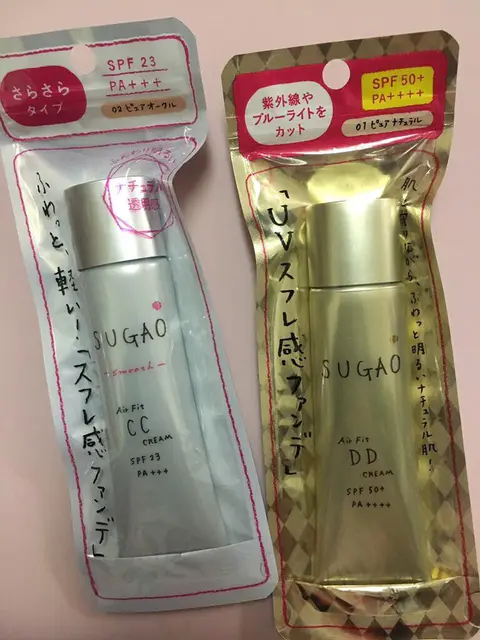 さらさら
タイプ
SPF 23
PA+++
02 ピュアオークル
ナチュラル
ふわっと、軽い!「スフレ感ファンデ」
SUGAO
-smooth-
Air Fit
CC
CREAM
SPF 23
PA+++
紫外線や
ブルーライトを
カット
SPF 50+
PA++++
01 ピュアナチュラル
ふわっと明るいナチュラル肌!
「UVスフレ感ファンデ」
SUGAO
Air Fit
DD
CREAM
SPF 50+
PA++++